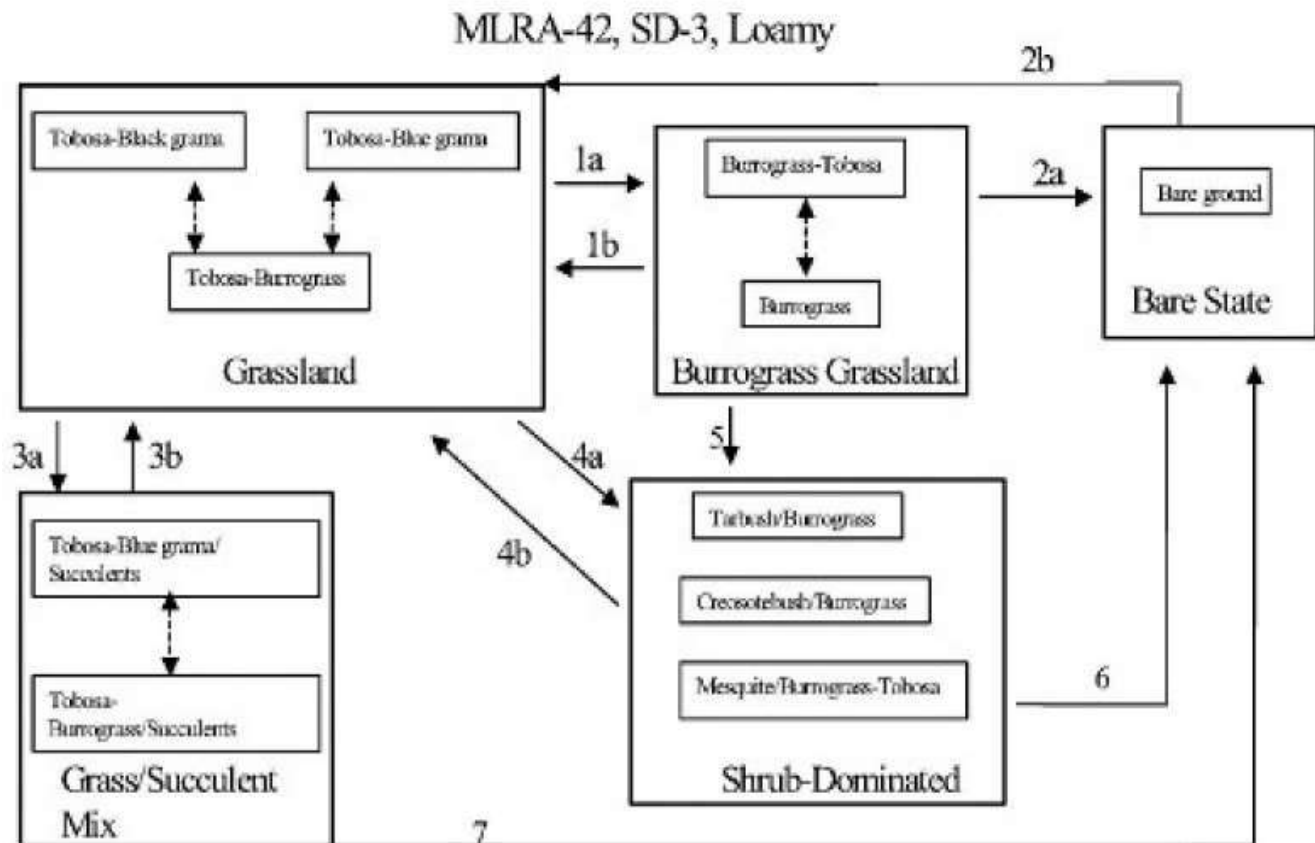 MLRA-42, SD-3, Loamy
2b
Tobosa-Black grama
Tobosa-Blue grama
1a
Burrograss-Tobosa
2a
Bare ground
1b
Tobosa-Burrograss
Burrograss
Bare State
Grassland
Burrograss Grassland
3a
3b
4a
5
Tarbush/Burrograss
Tobosa-Blue grama/
Succulents
4b
Creosotebush/Burrograss
Mesquite/Burrograss-Tobosa
6
Tobosa-
Burrograss/Succulents
Grass/Succulent
Mix
Shrub-Dominated
7